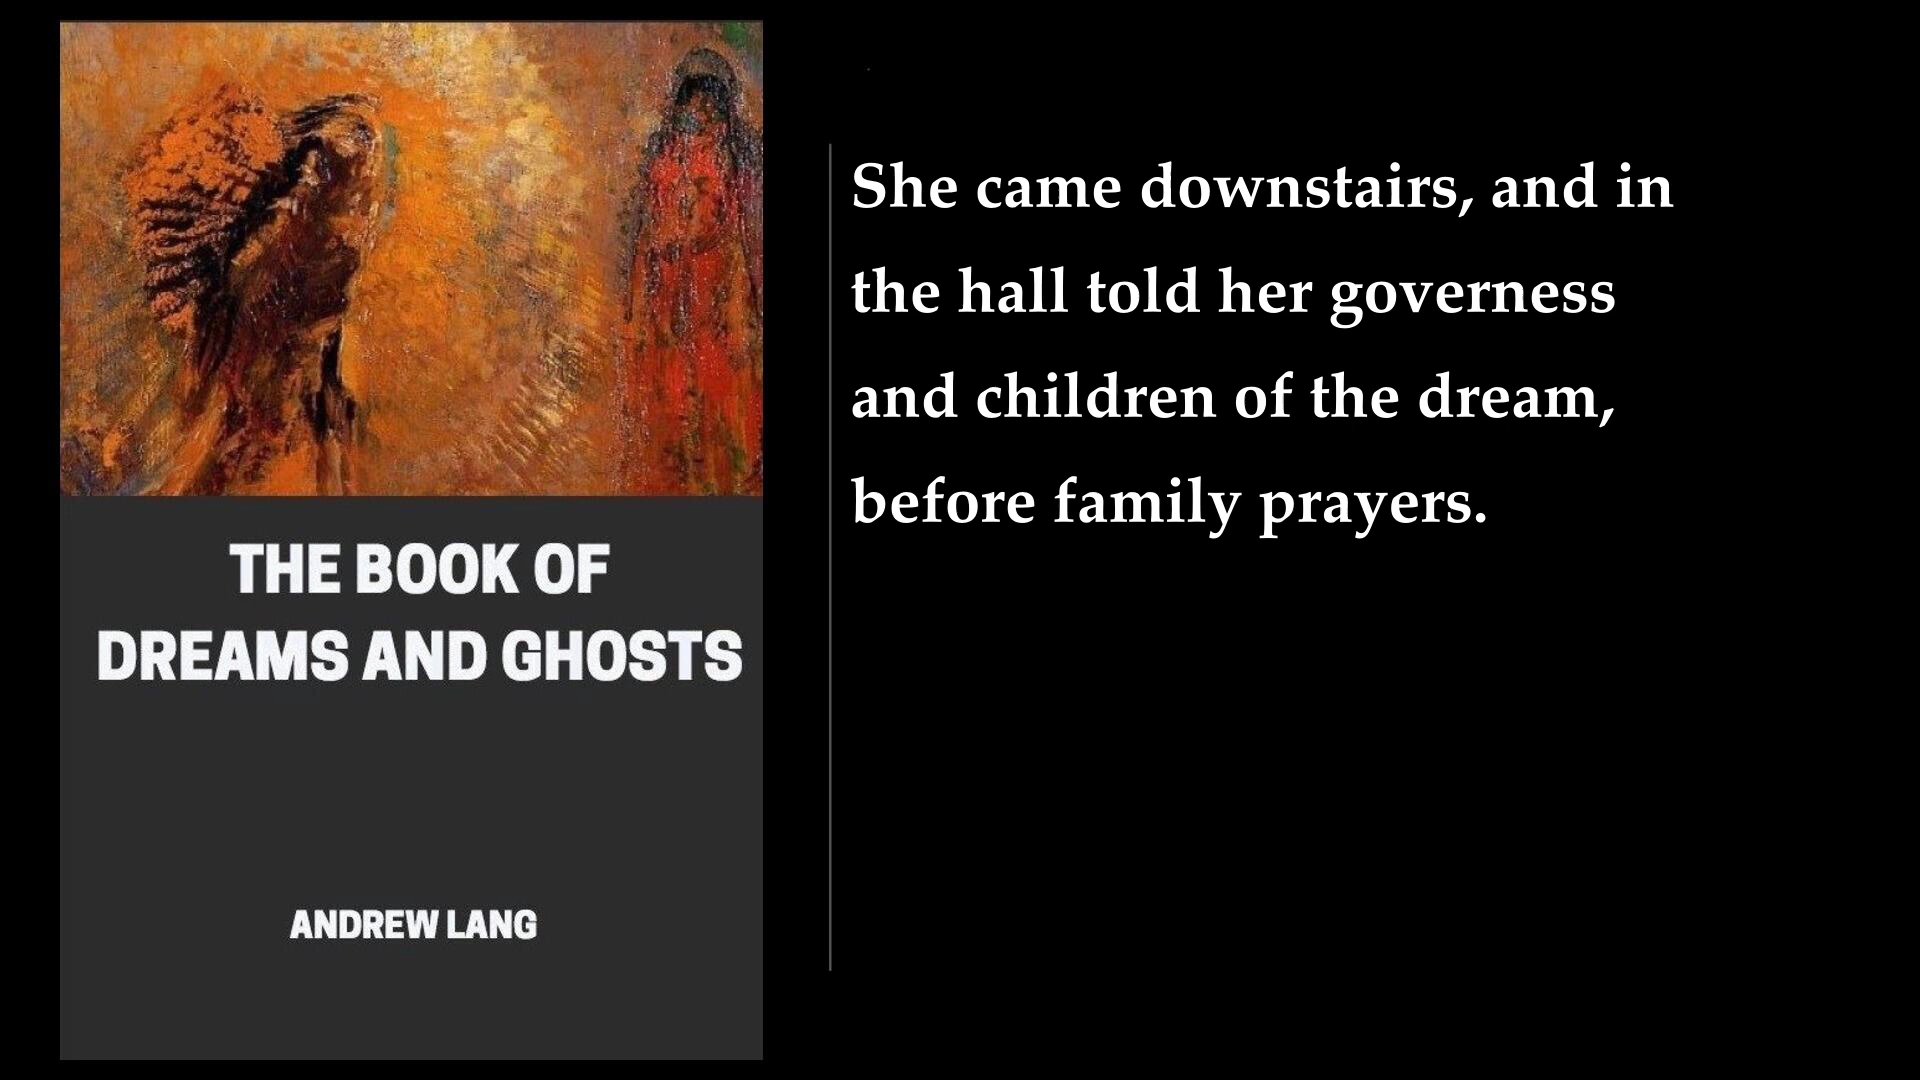 THE BOOK OF
DREAMS AND GHOSTS
ANDREW LANG
She came downstairs, and in
the hall told her governess
and children of the dream,
before family prayers.